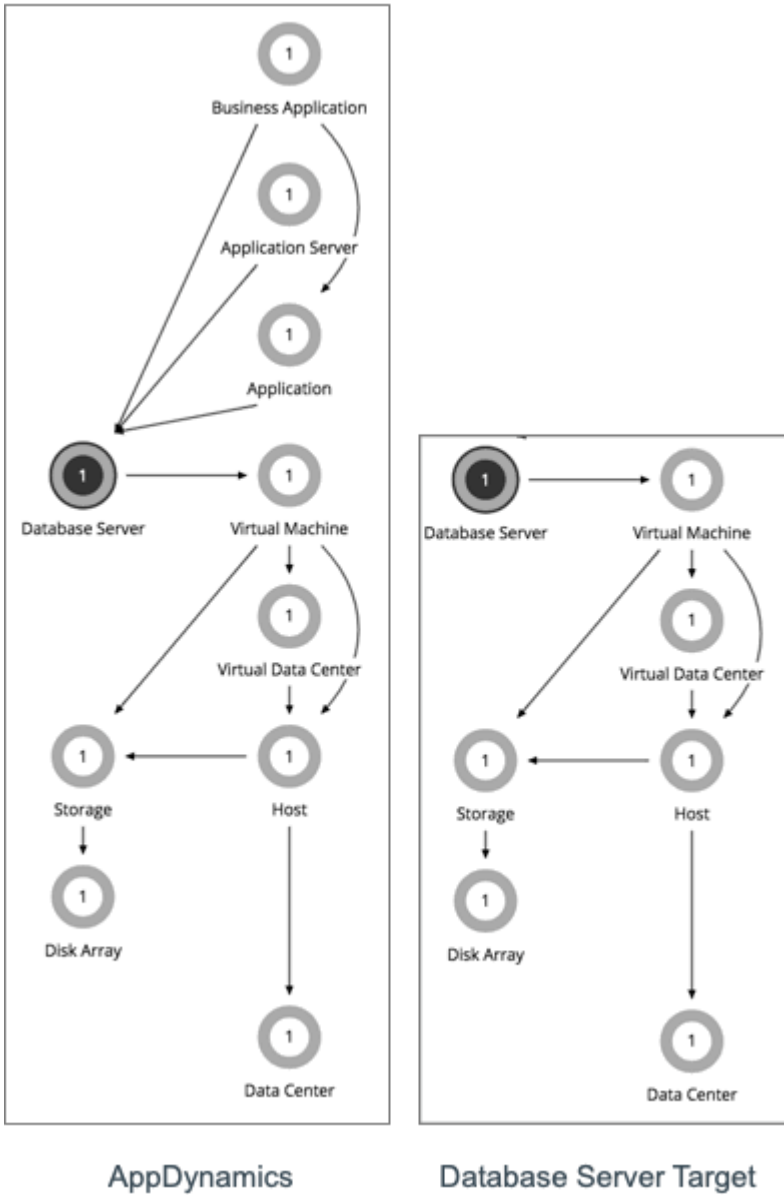 1
Business Application
1
Application Server
1
Application
1
Database Server
1
Virtual Machine
1
Virtual Data Center
1
Storage
1
Host
1
Disk Array
1
Data Center
AppDynamics
1
Database Server
1
Virtual Machine
1
Virtual Data Center
1
Storage
1
Host
1
Disk Array
1
Data Center
Database Server Target